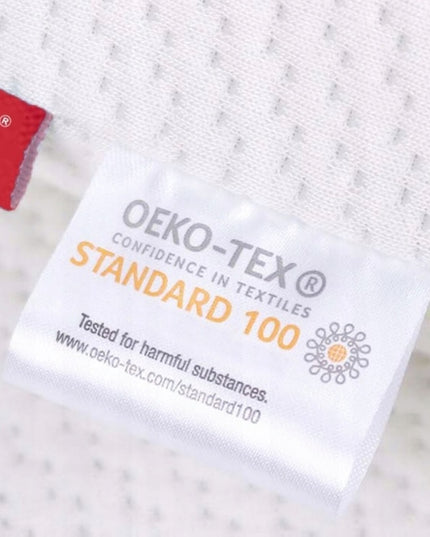 ®
OEKO-TEX®
CONFIDENCE IN TEXTILES
STANDARD 100
Tested for harmful substances.
www.oeko-tex.com/standard100